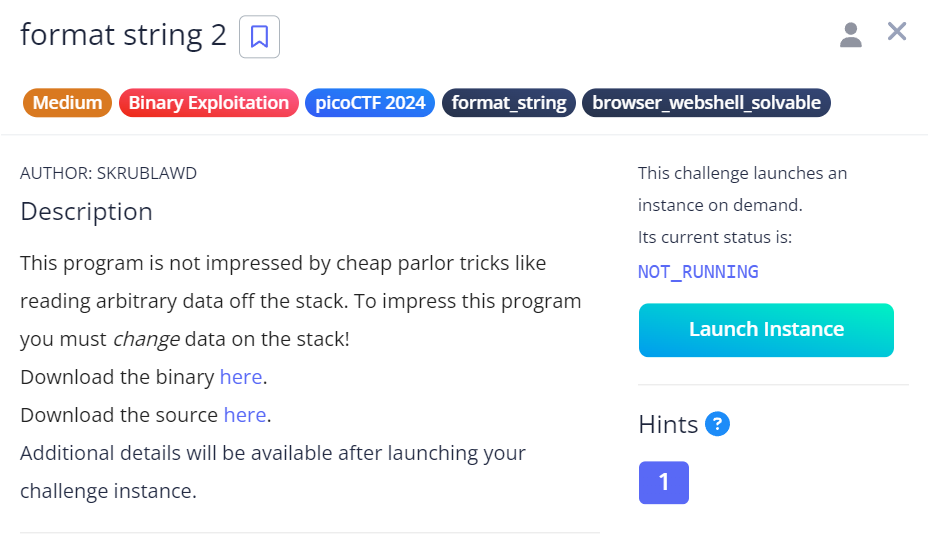 format string 2
Medium Binary Exploitation picoCTF 2024 format_string browser_webshell_solvable
AUTHOR: SKRUBLAWD
Description
This program is not impressed by cheap parlor tricks like
reading arbitrary data off the stack. To impress this program
you must change data on the stack!
Download the binary here.
Download the source here.
Additional details will be available after launching your
challenge instance.
This challenge launches an
instance on demand.
Its current status is:
NOT_RUNNING
Launch Instance
Hints ?
1